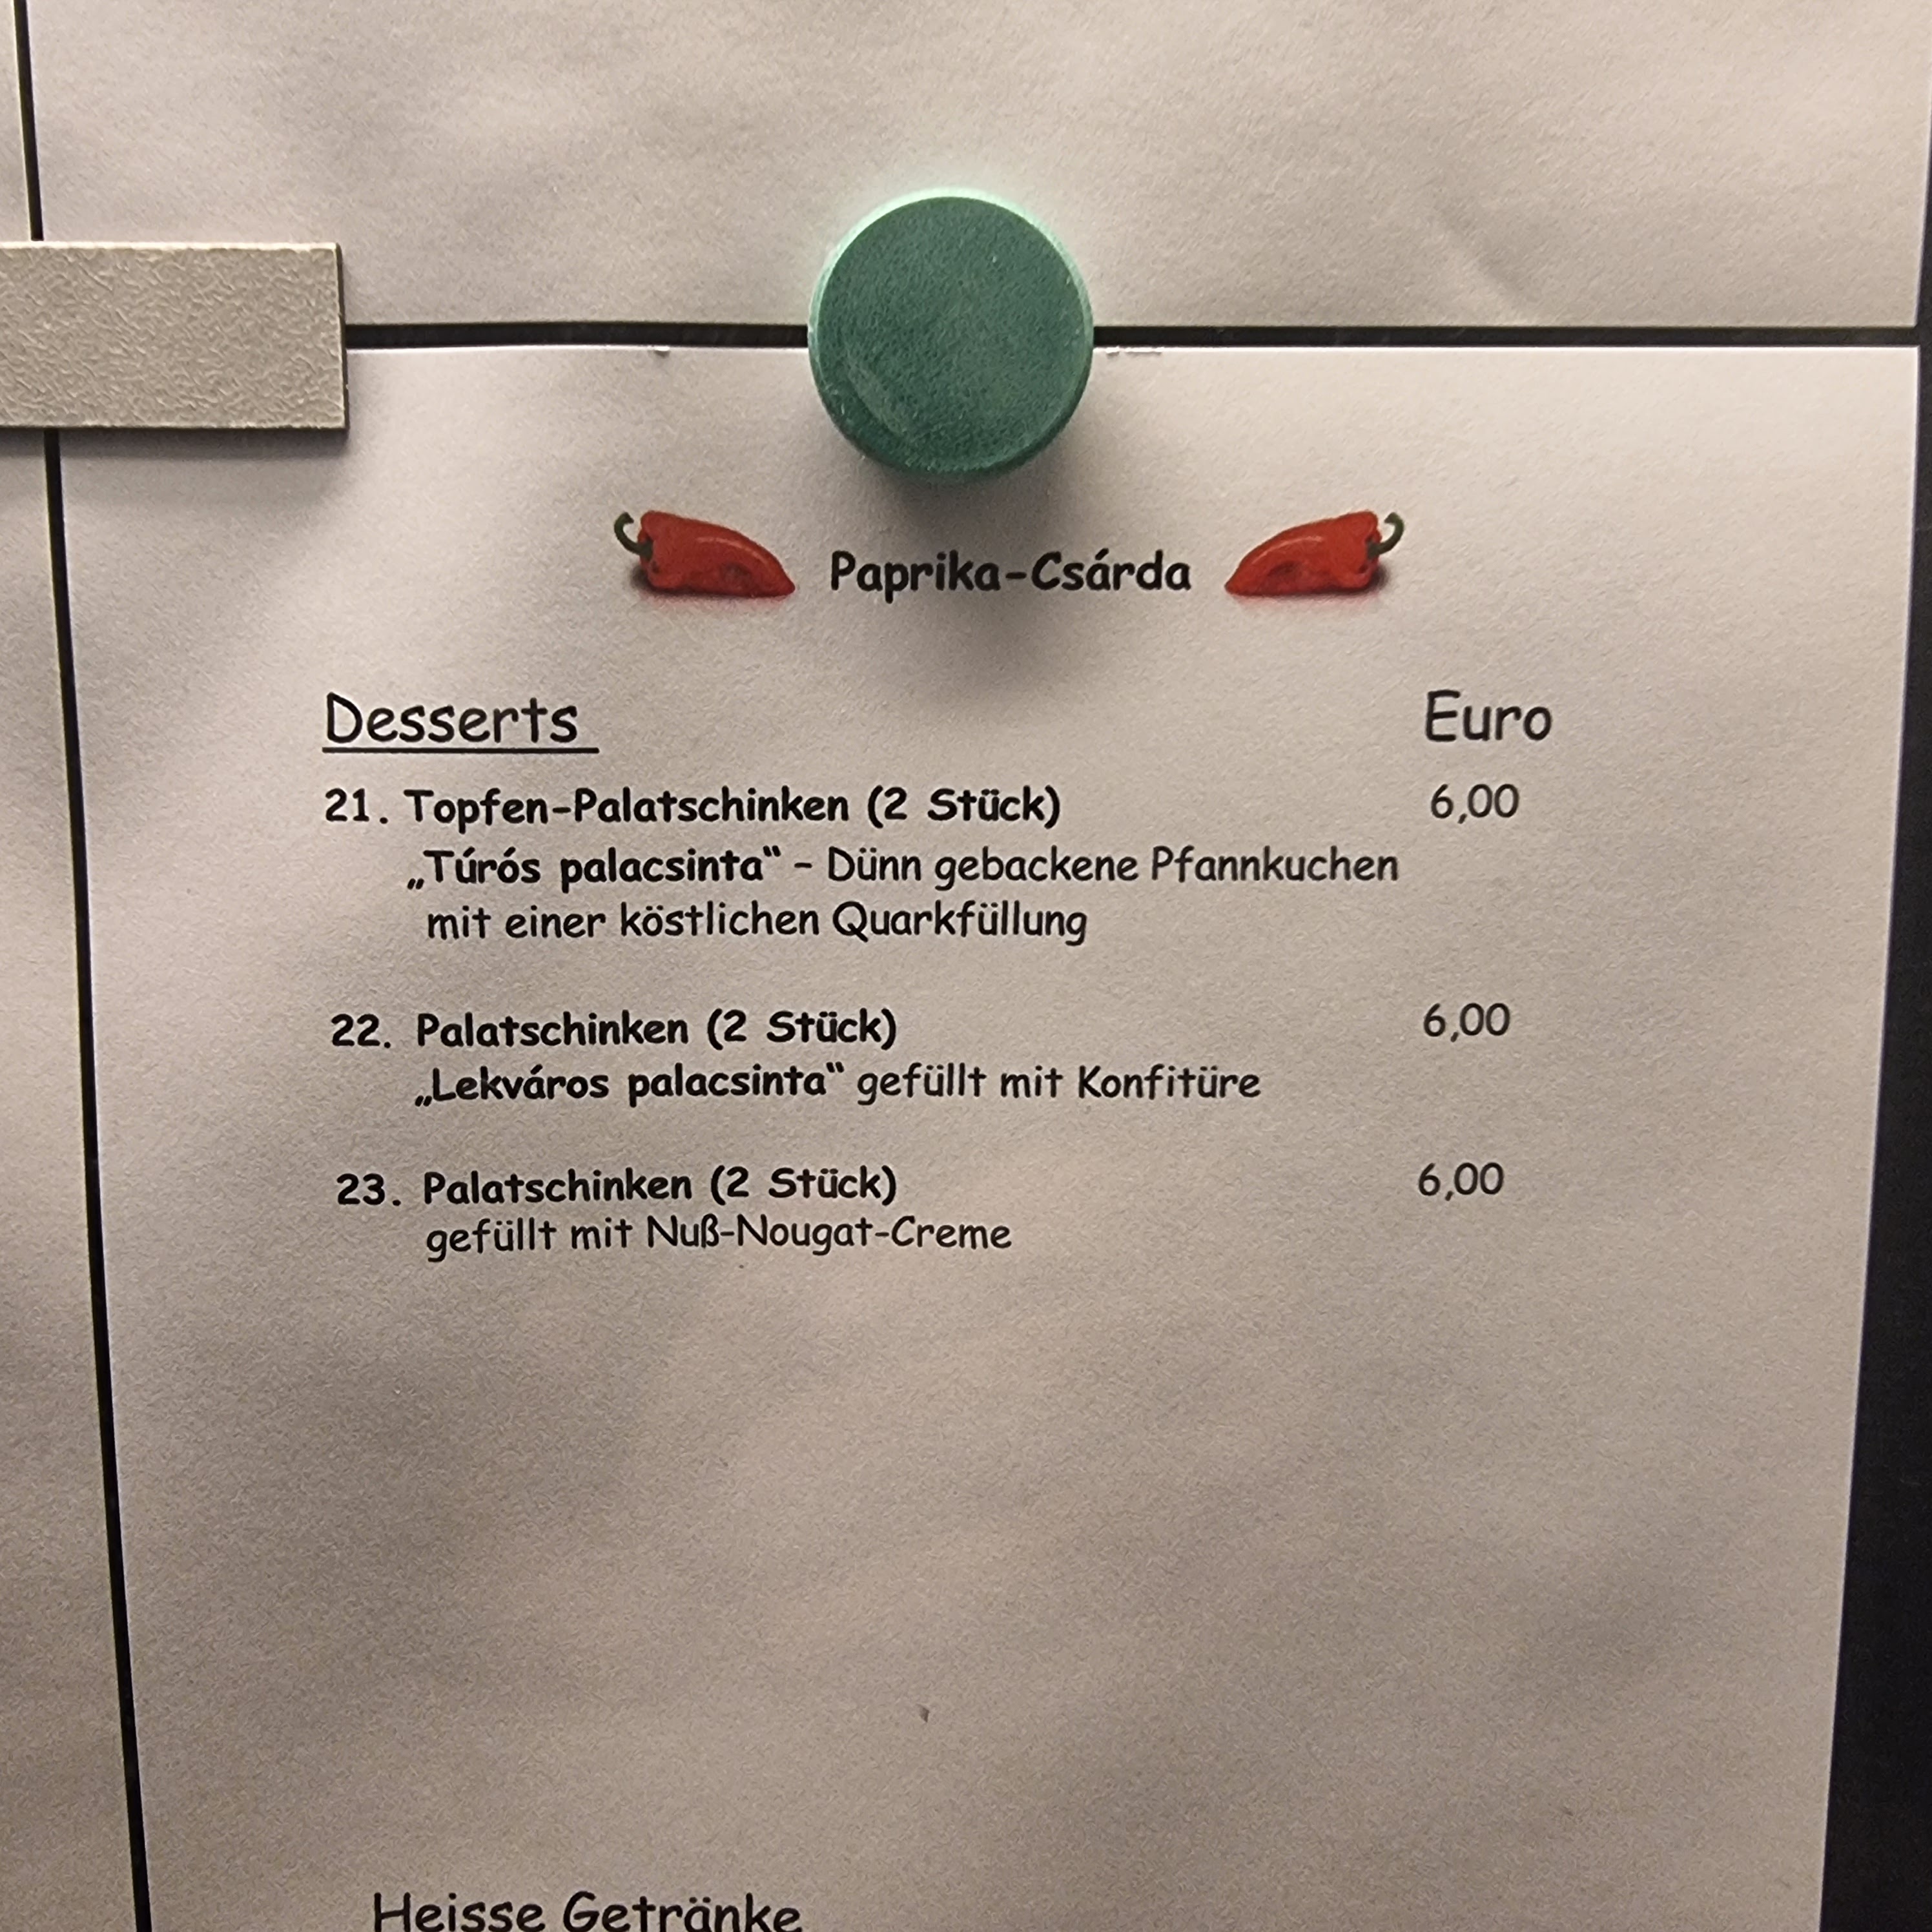 Paprika-Csárda
Desserts Euro
21. Topfen-Palatschinken (2 Stück) 6,00
„Túrós palacsinta“ - Dünn gebackene Pfannkuchen
mit einer köstlichen Quarkfüllung
22. Palatschinken (2 Stück) 6,00
„Lekváros palacsinta“ gefüllt mit Konfitüre
23. Palatschinken (2 Stück) 6,00
gefüllt mit Nuß-Nougat-Creme
Heisse Getränke